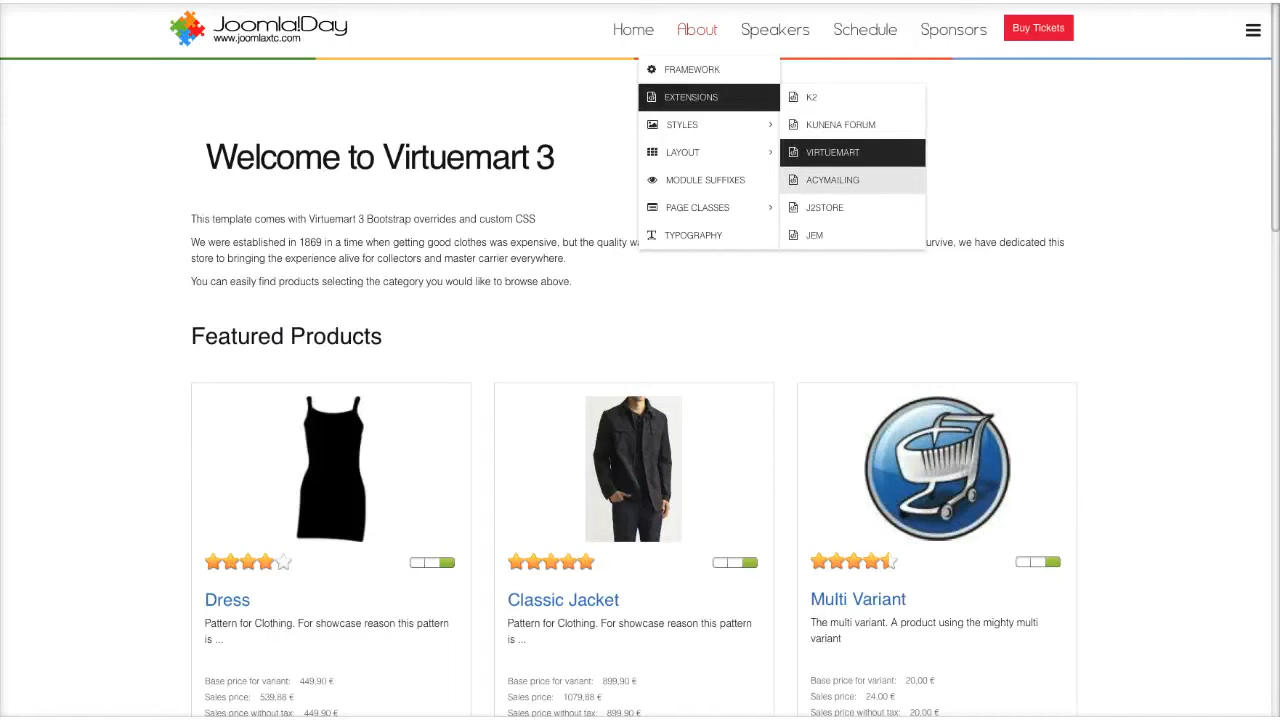 Joomla!Day
www.joomlaxtc.com
Home About Speakers Schedule Sponsors Buy Tickets
FRAMEWORK
EXTENSIONS
STYLES
LAYOUT
MODULE SUFFIXES
PAGE CLASSES
TYPOGRAPHY
K2
KUNENA FORUM
VIRTUEMART
ACYMAILING
J2STORE
JEM
Welcome to Virtuemart 3
This template comes with Virtuemart 3 Bootstrap overrides and custom CSS
We were established in 1869 in a time when getting good clothes was expensive, but the quality we have dedicated this
store to bringing the experience alive for collectors and master carrier everywhere.
You can easily find products selecting the category you would like to browse above.
Featured Products
Dress
Pattern for Clothing. For showcase reason this pattern
is ...
Base price for variant: 449,90 €
Sales price: 539,88 €
Sales price without tax: 449,90 €
Classic Jacket
Pattern for Clothing. For showcase reason this pattern
is ...
Base price for variant: 899,90 €
Sales price: 1079,88 €
Sales price without tax: 899,90 €
Multi Variant
The multi variant. A product using the mighty multi
variant
Base price for variant: 20,00 €
Sales price: 24,00 €
Sales price without tax: 20,00 €